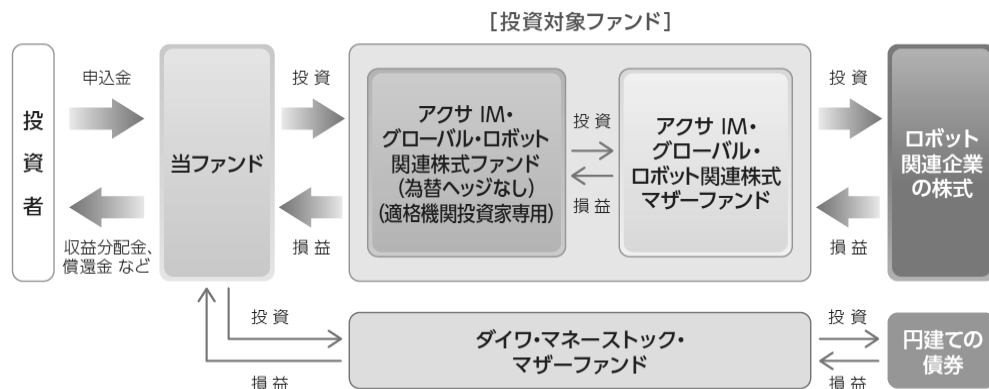 [投資対象ファンド]
投資者
申込金
収益分配金、
償還金 など
当ファンド
投資
損益
アクサ IM・
グローバル・ロボット
関連株式ファンド
(為替ヘッジなし)
(適格機関投資家専用)
投資
損益
アクサ IM・
グローバル・
ロボット関連株式
マザーファンド
投資
損益
ロボット
関連企業
の株式
投資
損益
ダイワ・マネーストック・
マザーファンド
投資
損益
円建ての
債券